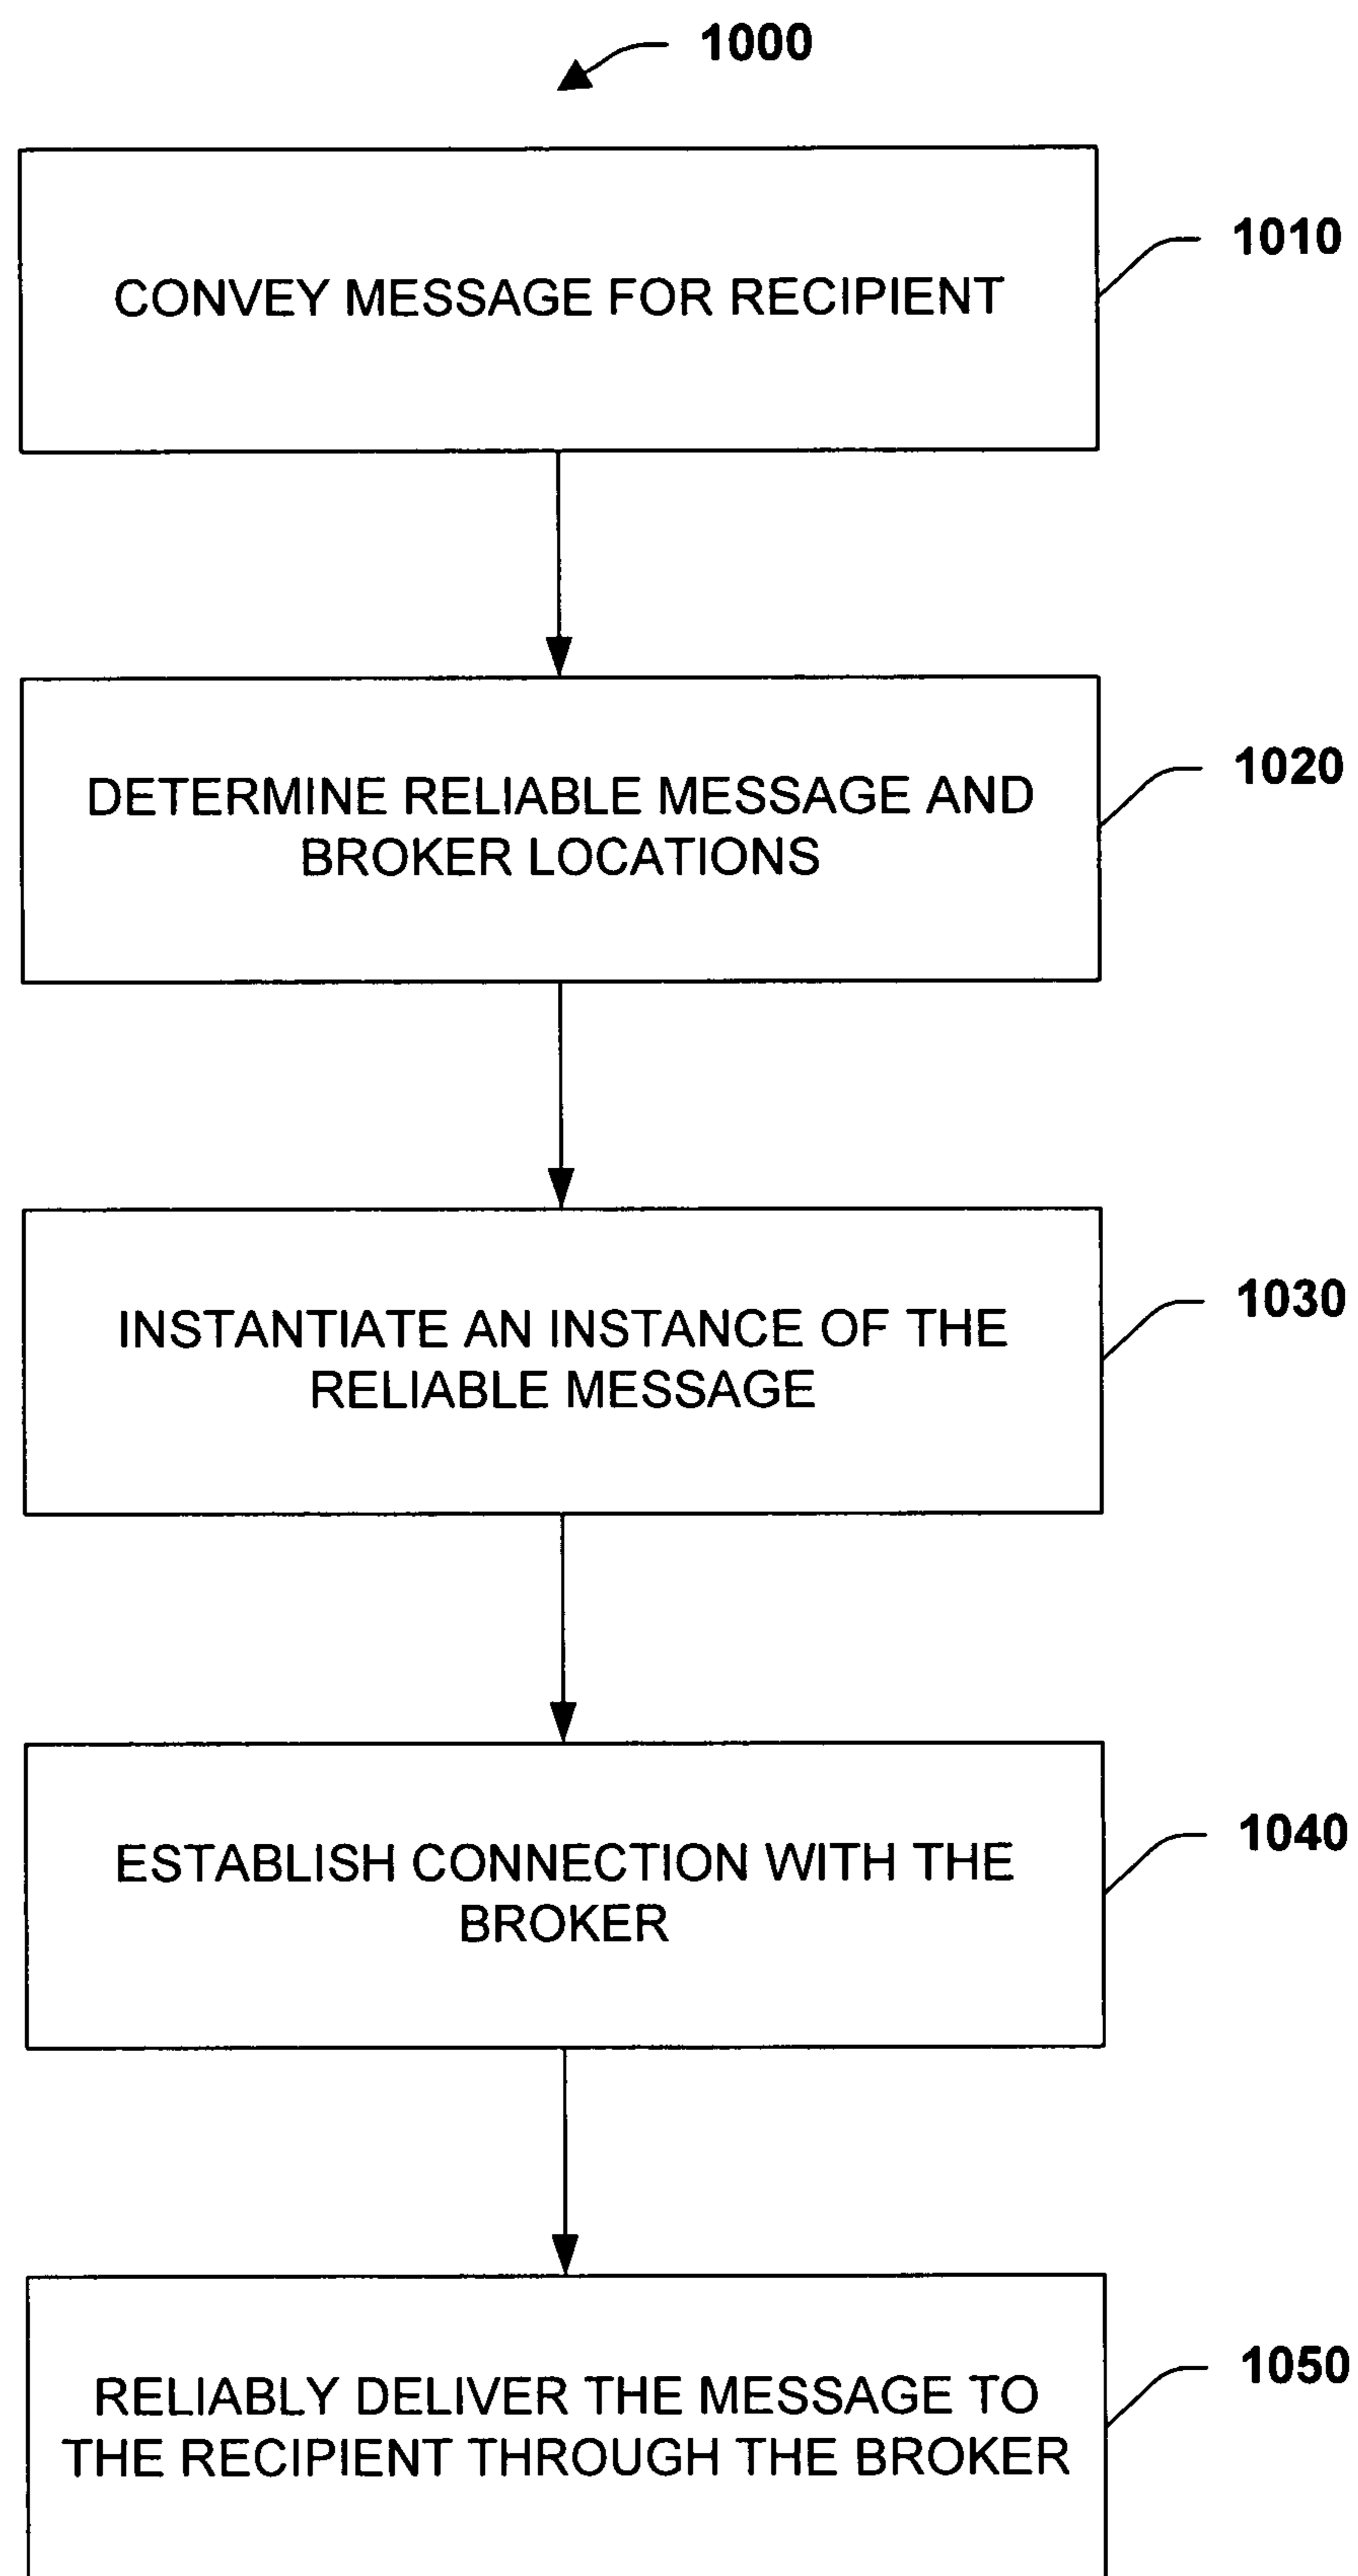 1000
CONVEY MESSAGE FOR RECIPIENT
1010
DETERMINE RELIABLE MESSAGE AND
BROKER LOCATIONS
1020
INSTANTIATE AN INSTANCE OF THE
RELIABLE MESSAGE
1030
ESTABLISH CONNECTION WITH THE
BROKER
1040
RELIABLY DELIVER THE MESSAGE TO
THE RECIPIENT THROUGH THE BROKER
1050